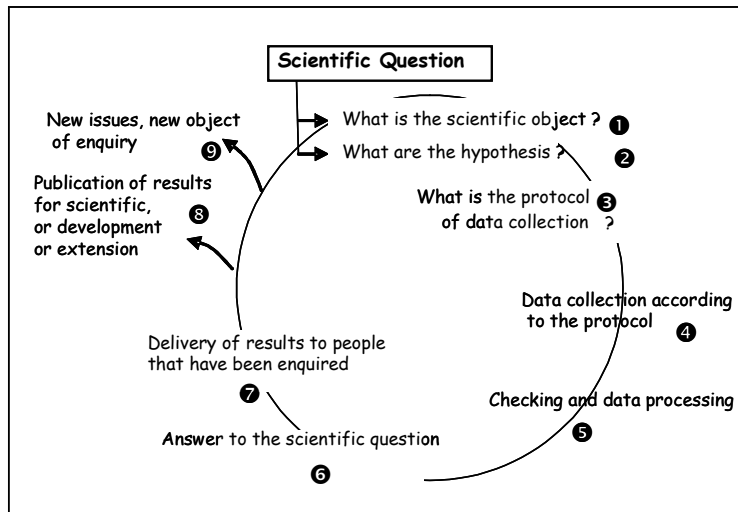 Scientific Question
What is the scientific object ? ❶
What are the hypothesis ? ❷
What is the protocol ❸
of data collection ?
Data collection according
to the protocol ❹
Checking and data processing
❺
Answer to the scientific question
❻
Delivery of results to people
that have been enquired
❼
Publication of results
for scientific, ❽
or development
or extension
New issues, new object
of enquiry ❾